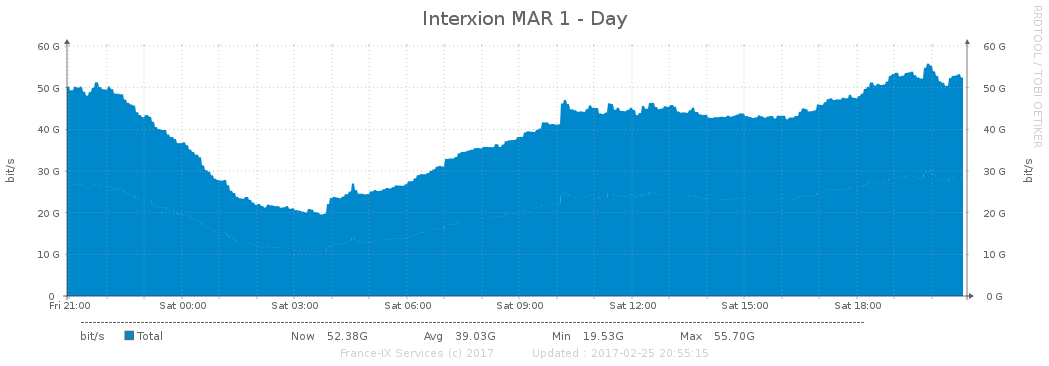 Interxion MAR 1 - Day
RRDTOOL / TOBI OETIKER
60 G 60 G
50 G 50 G
40 G 40 G
30 G 30 G
20 G 20 G
10 G 10 G
0 0 G
bit/s bit/s
Fri 21:00 Sat 00:00 Sat 03:00 Sat 06:00 Sat 09:00 Sat 12:00 Sat 15:00 Sat 18:00
bit/s Total Now 52.38G Avg 39.03G Min 19.53G Max 55.70G
France-IX Services (c) 2017 Updated : 2017-02-25 20:55:15